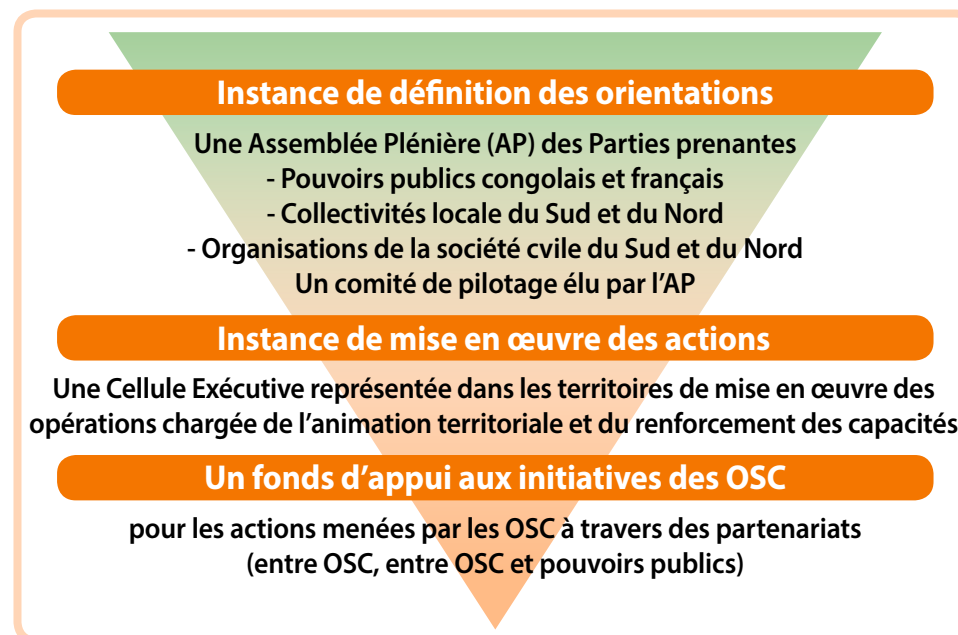 Instance de définition des orientations
Une Assemblée Plénière (AP) des Parties prenantes
- Pouvoirs publics congolais et français
- Collectivités locale du Sud et du Nord
- Organisations de la société cvile du Sud et du Nord
Un comité de pilotage élu par l’AP
Instance de mise en œuvre des actions
Une Cellule Exécutive représentée dans les territoires de mise en œuvre des
opérations chargée de l’animation territoriale et du renforcement des capacités
Un fonds d’appui aux initiatives des OSC
pour les actions menées par les OSC à travers des partenariats
(entre OSC, entre OSC et pouvoirs publics)